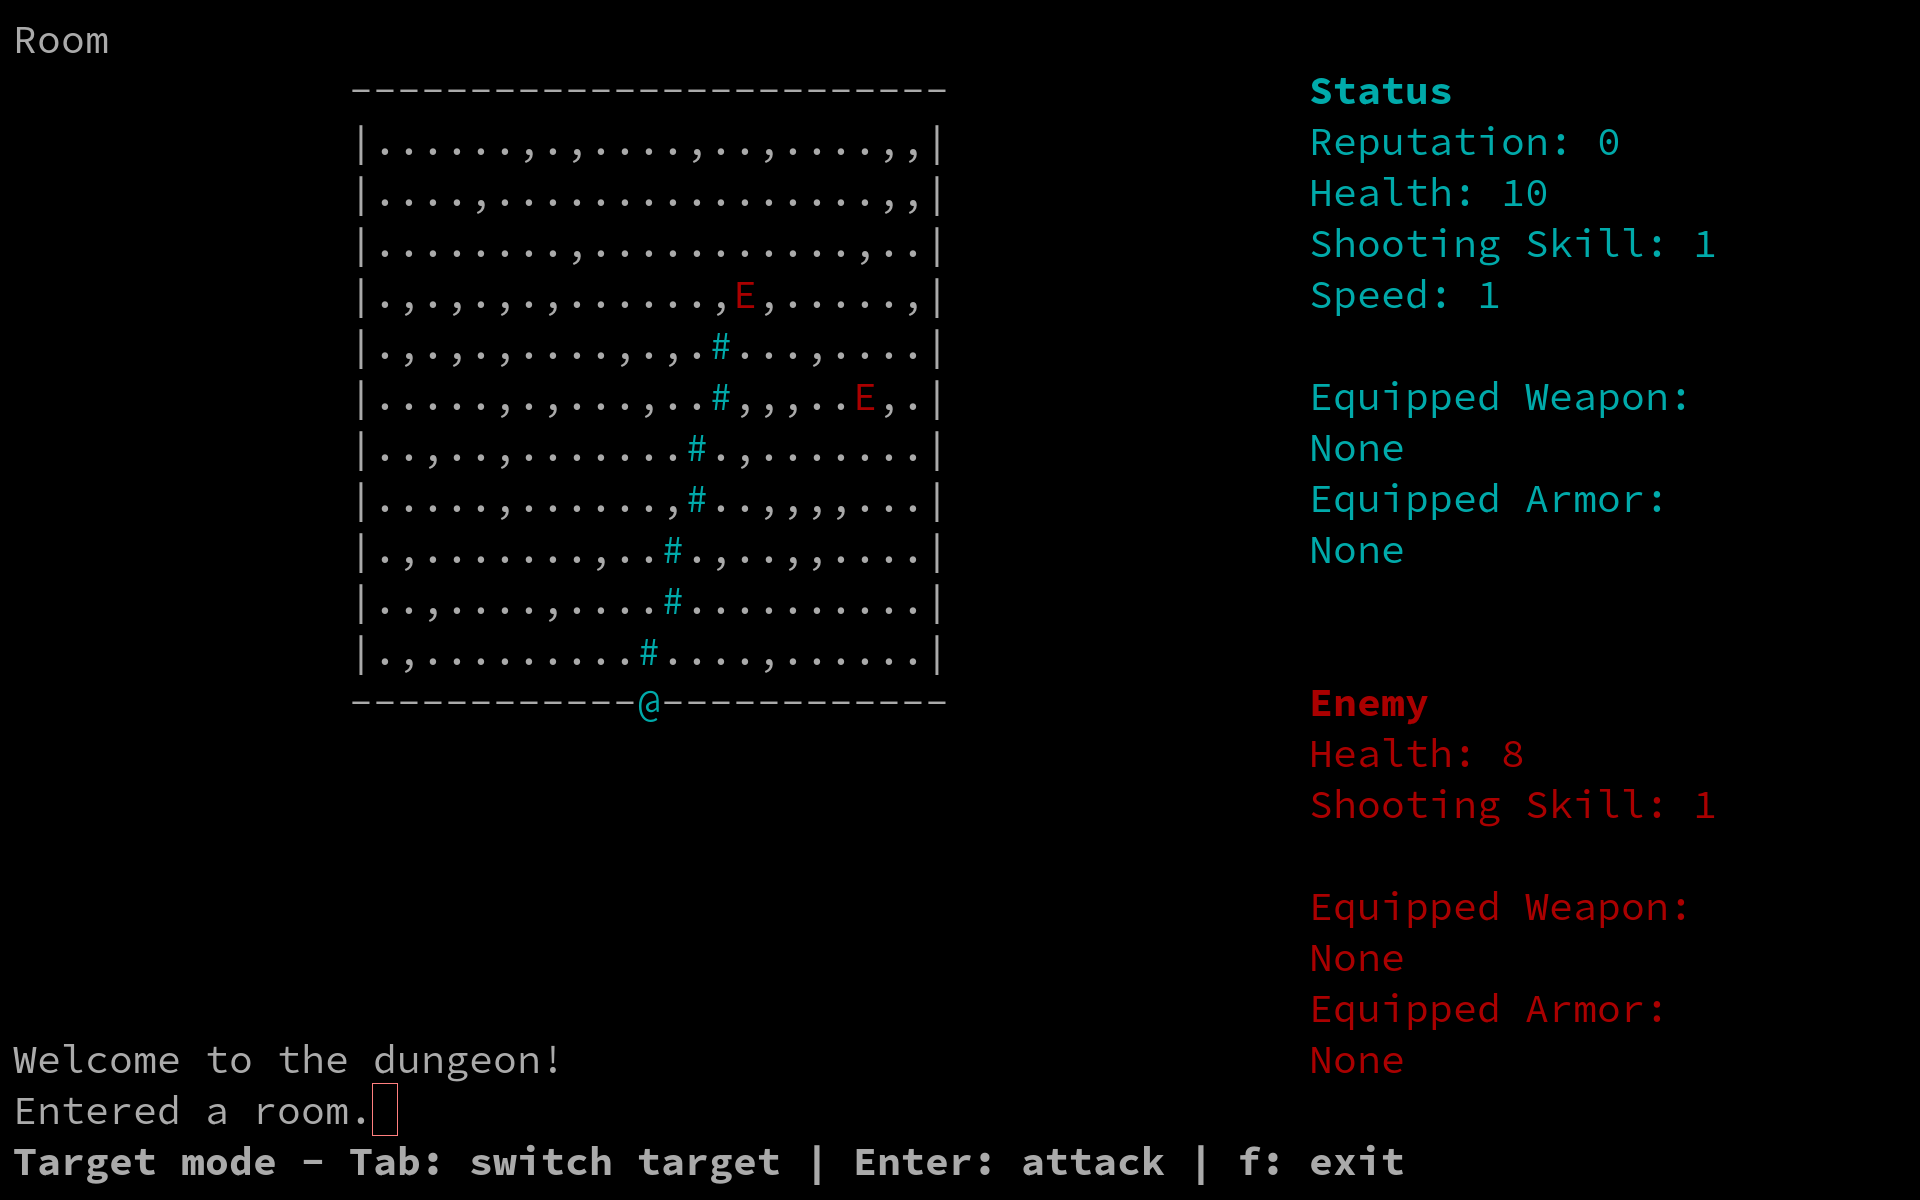 Room
-------------------------
|......,.,....,..,....,,|
|....,................,,|
|........,...........,..|
|.,.,.,.,......,E,.....,|
|.,.,.,....,.,.#...,....|
|.....,.,...,..#,,,..E,.|
|..,..,.......#.,.......|
|.....,......,#..,,,,...|
|.,.......,..#.,..,,....|
|..,....,....#..........|
|.,.........#....,......|
------------@------------
Status
Reputation: 0
Health: 10
Shooting Skill: 1
Speed: 1
Equipped Weapon:
None
Equipped Armor:
None
Enemy
Health: 8
Shooting Skill: 1
Equipped Weapon:
None
Equipped Armor:
None
Welcome to the dungeon!
Entered a room.
Target mode - Tab: switch target | Enter: attack | f: exit